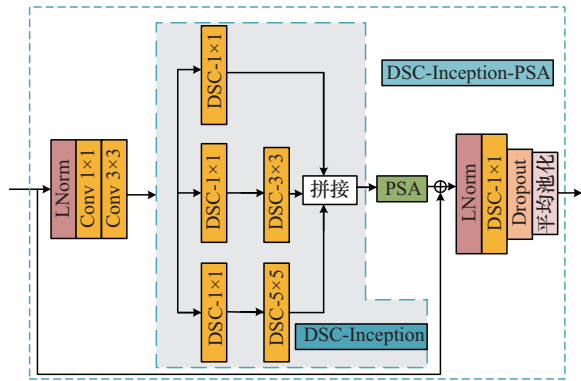 DSC-1×1
DSC-Inception-PSA
LNorm
Conv 1×1
Conv 3×3
DSC-1×1
DSC-3×3
拼接
PSA
LNorm
DSC-1×1
Dropout
平均池化
DSC-1×1
DSC-5×5
DSC-Inception